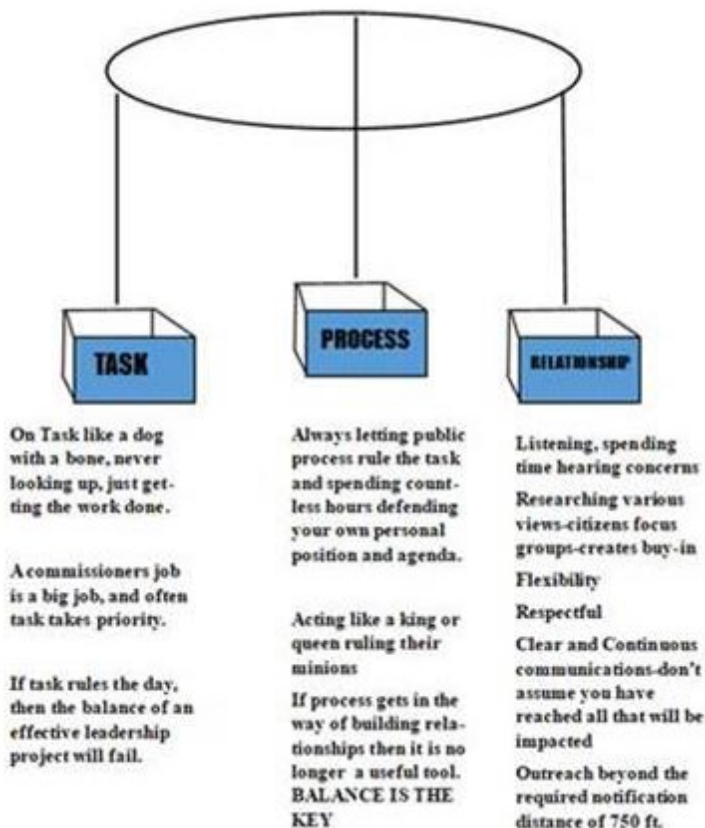 TASK
PROCESS
RELATIONSHIP
On Task like a dog
with a bone, never
looking up, just get-
ting the work done.
A commissioners job
is a big job, and often
task takes priority.
If task rules the day,
then the balance of an
effective leadership
project will fail.
Always letting public
process rule the task
and spending count-
less hours defending
your own personal
position and agenda.
Acting like a king or
queen ruling their
minions
If process gets in the
way of building rela-
tionships then it is no
longer a useful tool.
BALANCE IS THE
KEY
Listening, spending
time hearing concerns
Researching various
views-citizens focus
groups-creates buy-in
Flexibility
Respectful
Clear and Continuous
communications-don't
assume you have
reached all that will be
impacted
Outreach beyond the
required notification
distance of 750 ft.